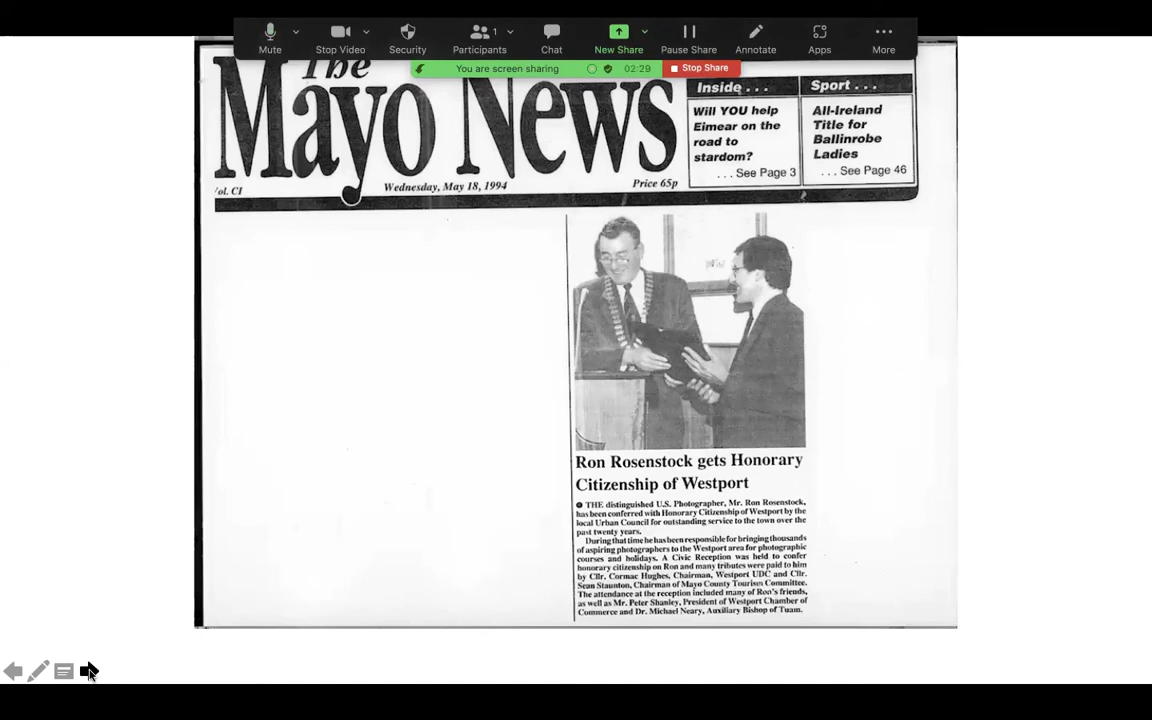 Mute
Stop Video
Security
Participants
1
Chat
New Share
Pause Share
Annotate
Apps
More
You are screen sharing
02:29
Stop Share
The
Mayo News
Vol. CI
Wednesday, May 18, 1994
Price 65p
Inside . . .
Will YOU help
Eimear on the
road to
stardom?
. . . See Page 3
Sport . . .
All-Ireland
Title for
Ballinrobe
Ladies
. . . See Page 46
Ron Rosenstock gets Honorary
Citizenship of Westport
● THE distinguished U.S. Photographer, Mr. Ron Rosenstock,
has been conferred with Honorary Citizenship of Westport by the
local Urban Council for outstanding service to the town over the
past twenty years.
During that time he has been responsible for bringing thousands
of aspiring photographers to the Westport area for photographic
courses and holidays. A Civic Reception was held to confer
honorary citizenship on Ron and many tributes were paid to him
by Cllr. Cormac Hughes, Chairman, Westport UDC and Cllr.
Sean Staunton, Chairman of Mayo County Tourism Committee.
The attendance at the reception included many of Ron's friends,
as well as Mr. Peter Shanley, President of Westport Chamber of
Commerce and Dr. Michael Neary, Auxiliary Bishop of Tuam.